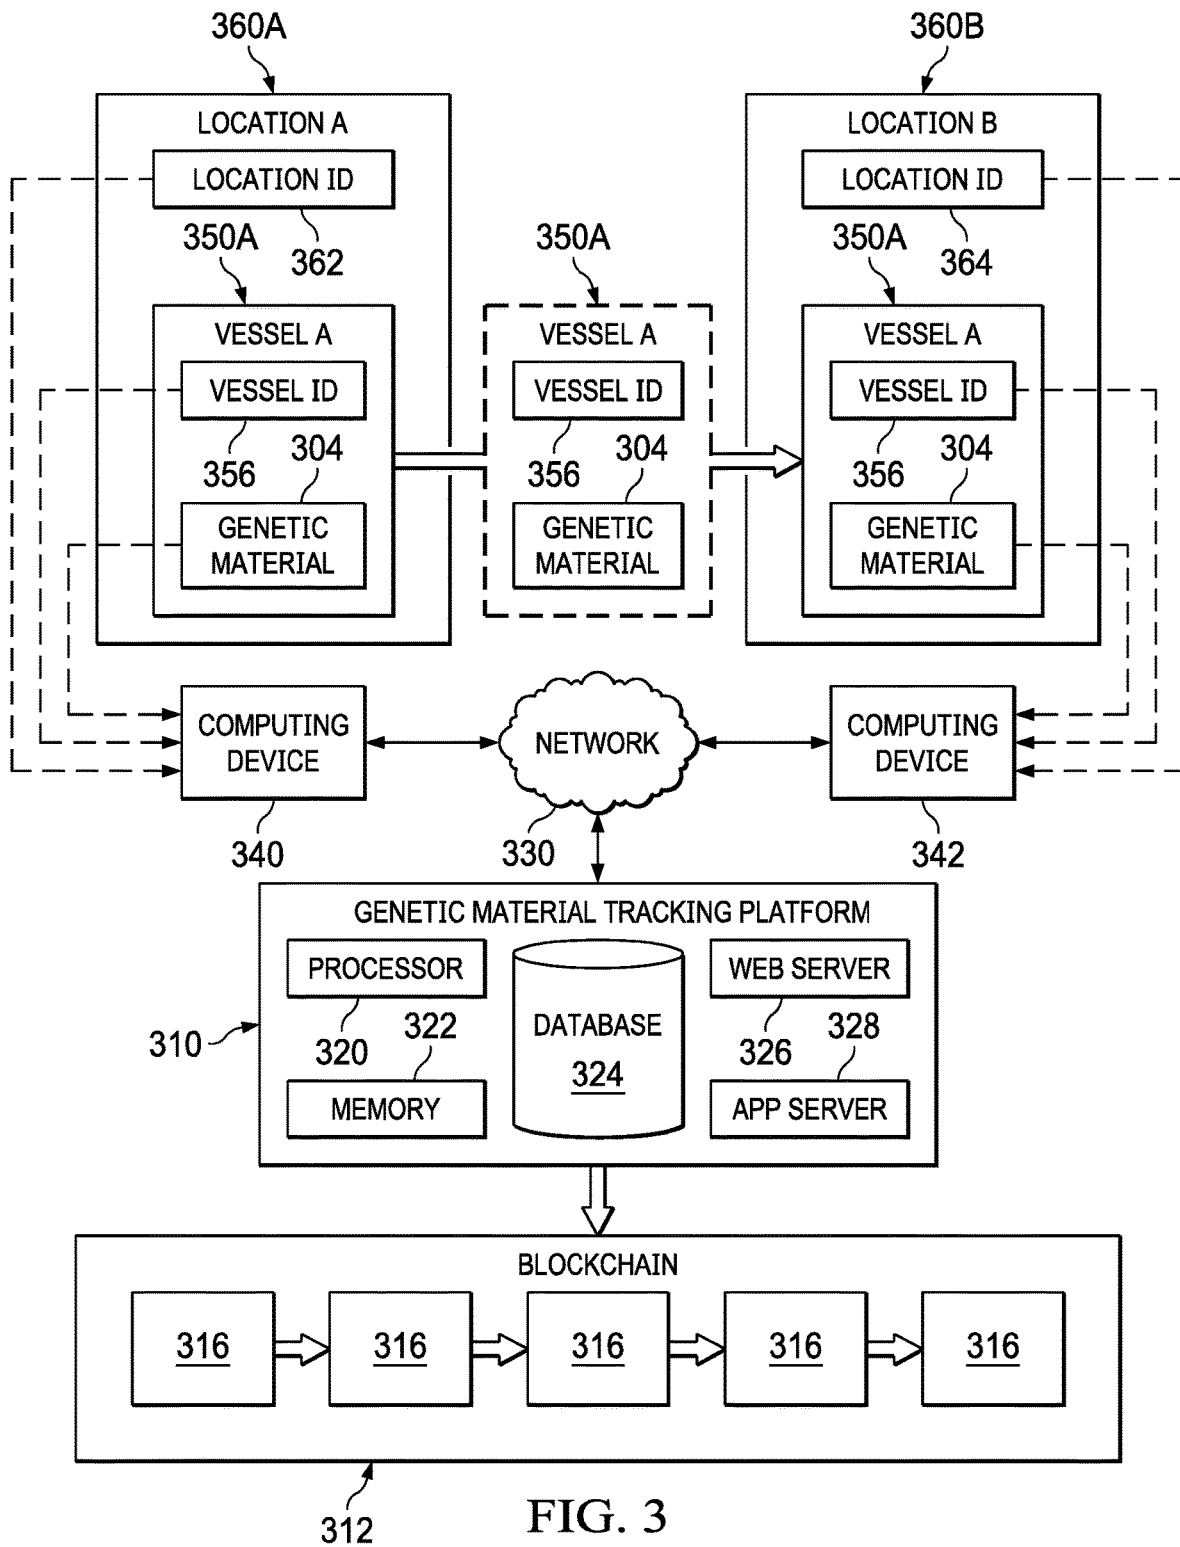 360A
360B
LOCATION A
LOCATION B
LOCATION ID
LOCATION ID
362
364
350A
350A
350A
VESSEL A
VESSEL A
VESSEL A
VESSEL ID
VESSEL ID
VESSEL ID
356
304
356
304
356
304
GENETIC
MATERIAL
GENETIC
MATERIAL
GENETIC
MATERIAL
COMPUTING
DEVICE
NETWORK
COMPUTING
DEVICE
340
330
342
GENETIC MATERIAL TRACKING PLATFORM
PROCESSOR
WEB SERVER
DATABASE
310
320
322
324
326
328
MEMORY
APP SERVER
BLOCKCHAIN
316
316
316
316
316
312
FIG. 3